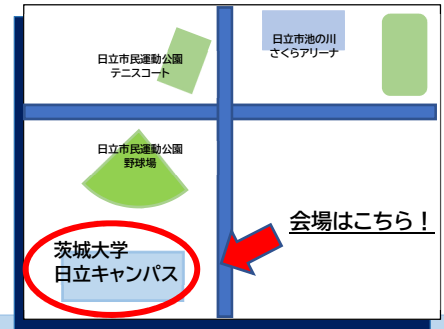 日立市民運動公園
テニスコート
日立市池の川
さくらアリーナ
日立市民運動公園
野球場
会場はこちら！
茨城大学
日立キャンパス